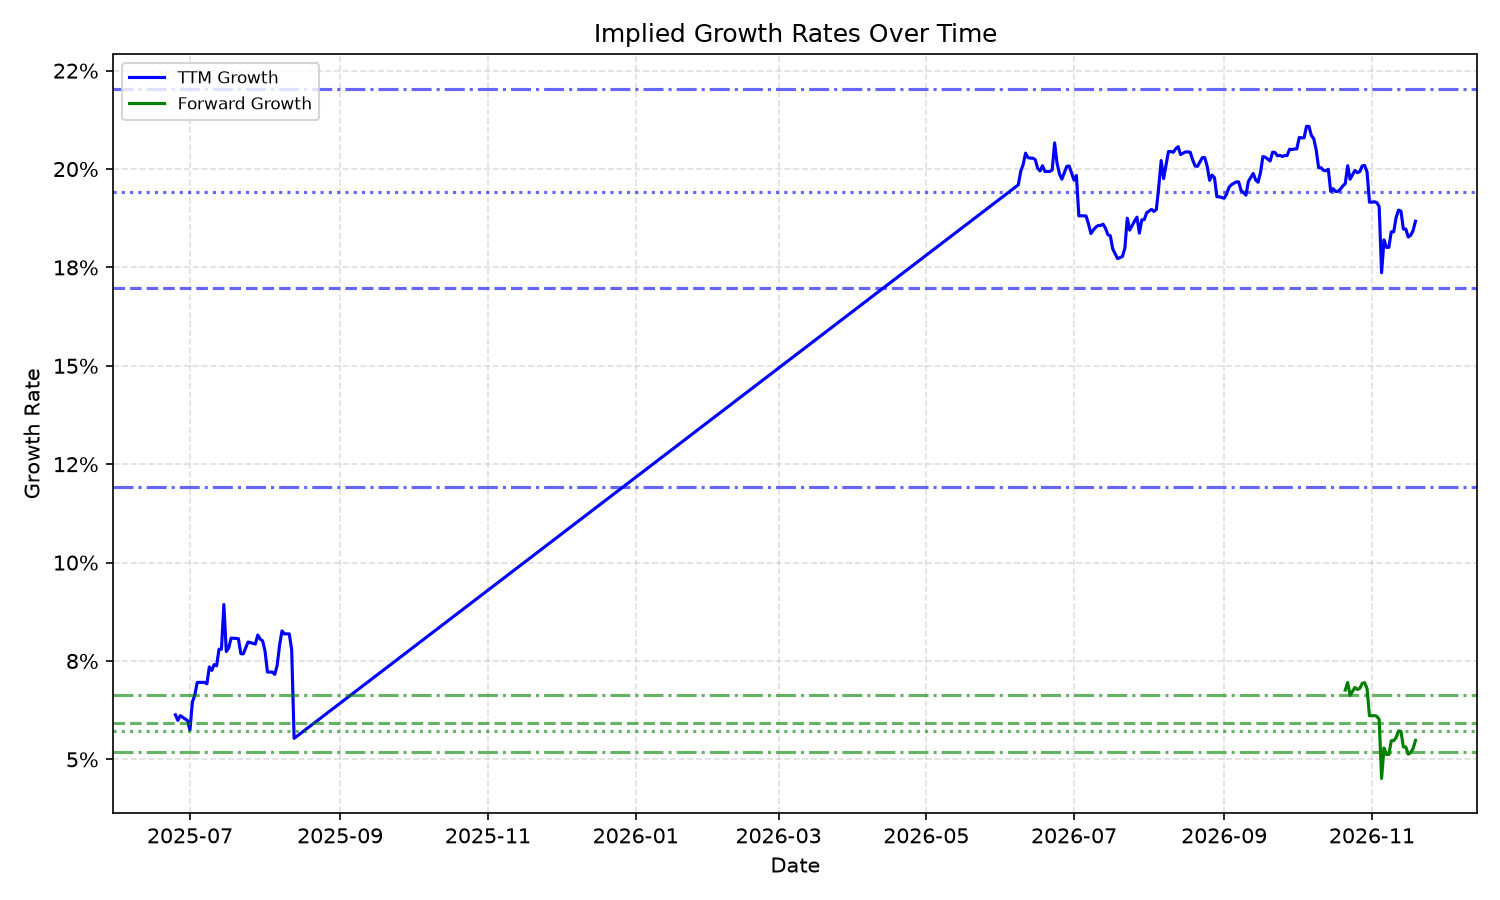 Implied Growth Rates Over Time
TTM Growth
Forward Growth
Growth Rate
22%
20%
18%
15%
12%
10%
8%
5%
2025-07 2025-09 2025-11 2026-01 2026-03 2026-05 2026-07 2026-09 2026-11
Date